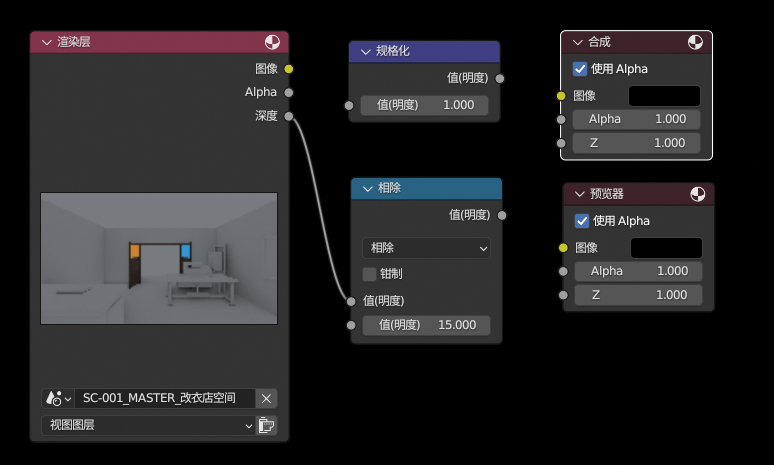 渲染层
图像
Alpha
深度
SC-001_MASTER_改衣店空间
视图图层
规格化
值(明度)
值(明度) 1.000
相除
值(明度)
相除
钳制
值(明度)
值(明度) 15.000
合成
使用 Alpha
图像
Alpha 1.000
Z 1.000
预览器
使用 Alpha
图像
Alpha 1.000
Z 1.000